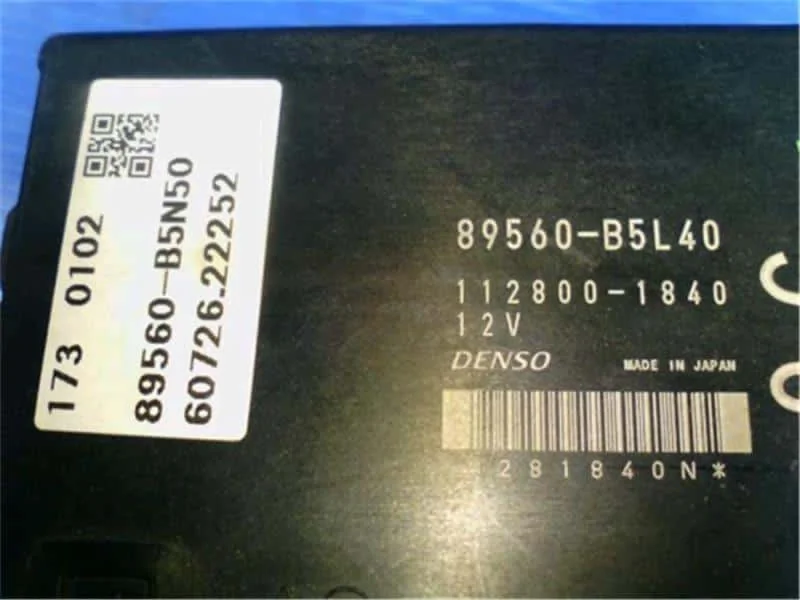 173 0102
89560-B5N50
60726.22252
89560-B5L40
112800-1840
12V
DENSO
MADE IN JAPAN
281840N*